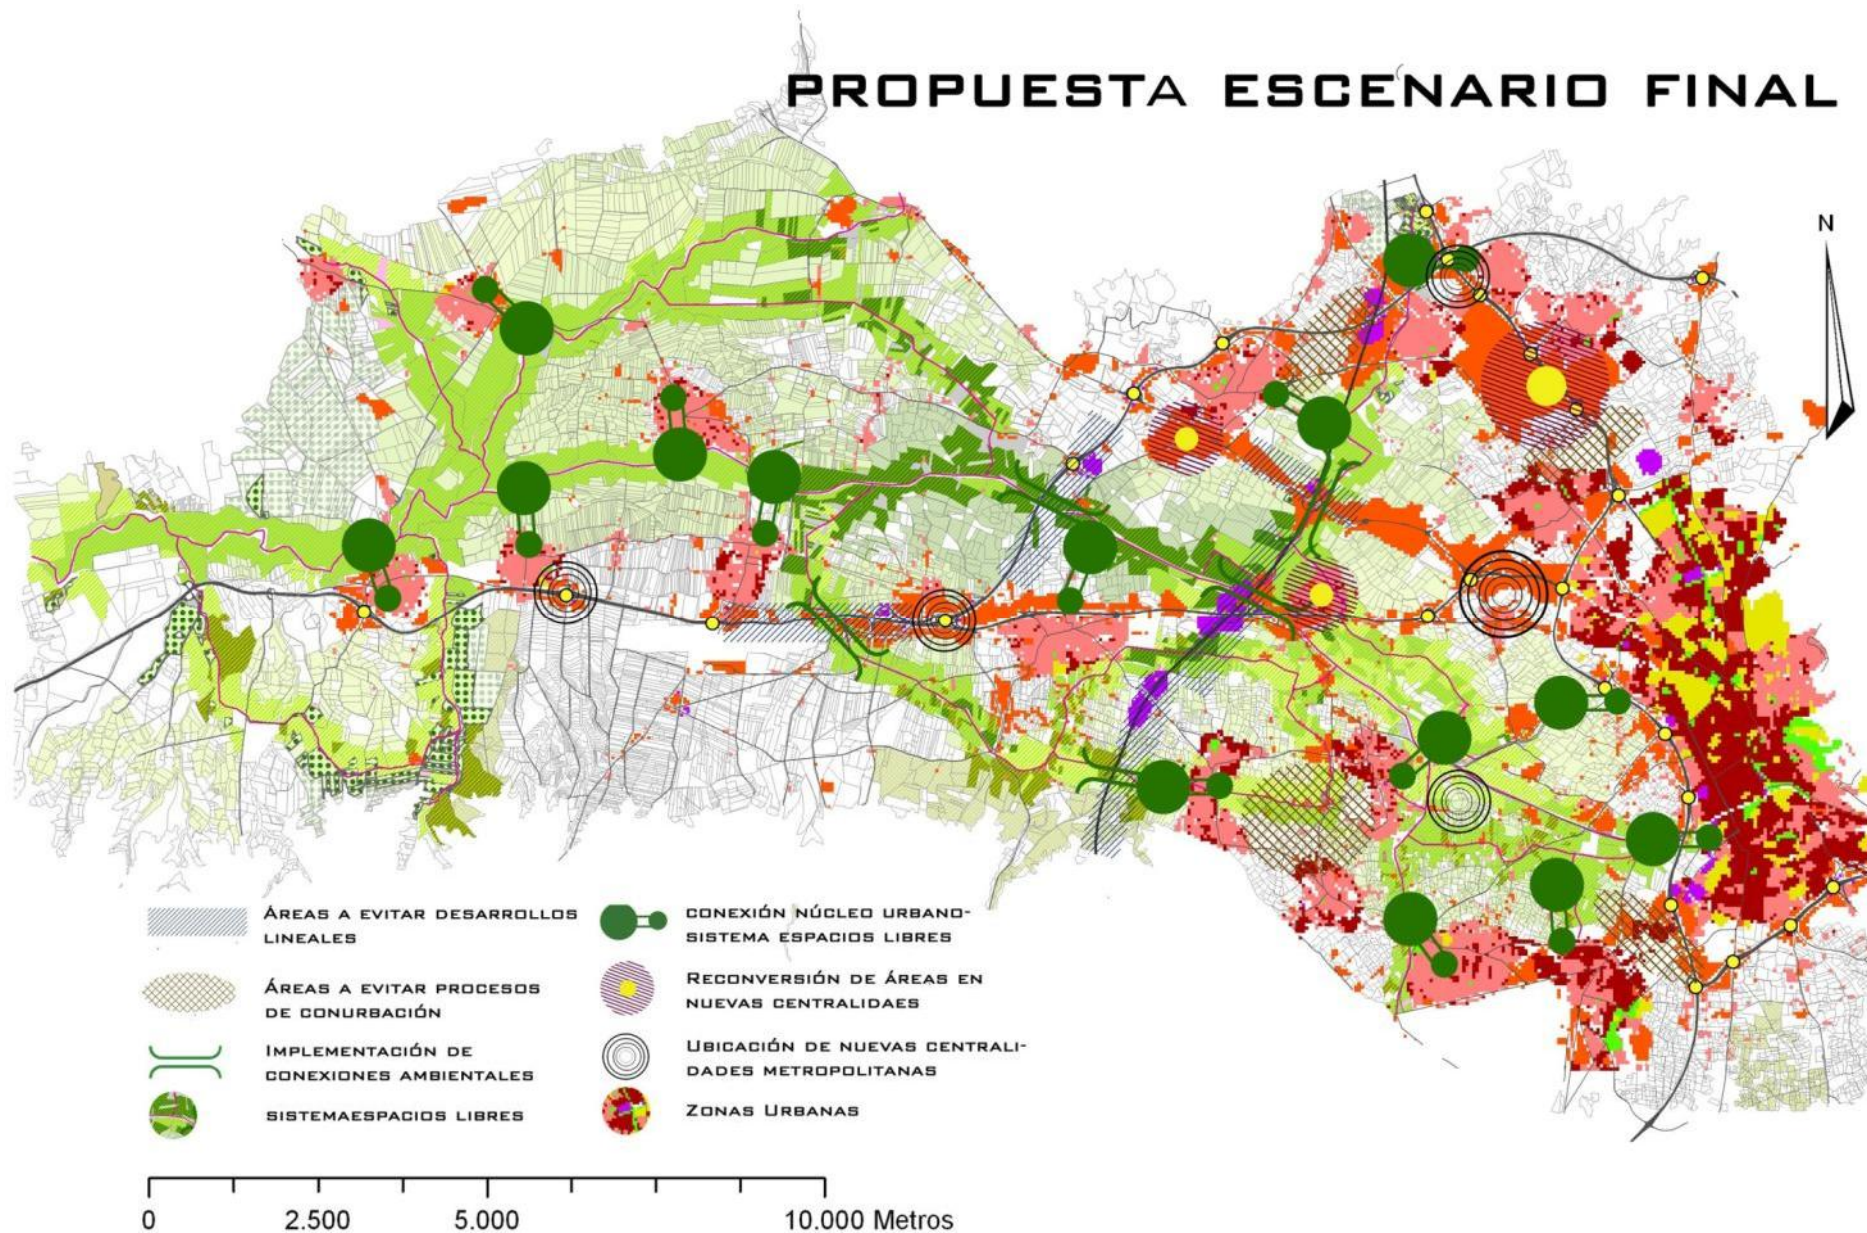 PROPUESTA ESCENARIO FINAL
N
ÁREAS A EVITAR DESARROLLOS
LINEALES
ÁREAS A EVITAR PROCESOS
DE CONURBACIÓN
IMPLEMENTACIÓN DE
CONEXIONES AMBIENTALES
SISTEMAESPACIOS LIBRES
CONEXIÓN NÚCLEO URBANO-
SISTEMA ESPACIOS LIBRES
RECONVERSIÓN DE ÁREAS EN
NUEVAS CENTRALIDAES
UBICACIÓN DE NUEVAS CENTRALI-
DADES METROPOLITANAS
ZONAS URBANAS
0 2.500 5.000 10.000 Metros